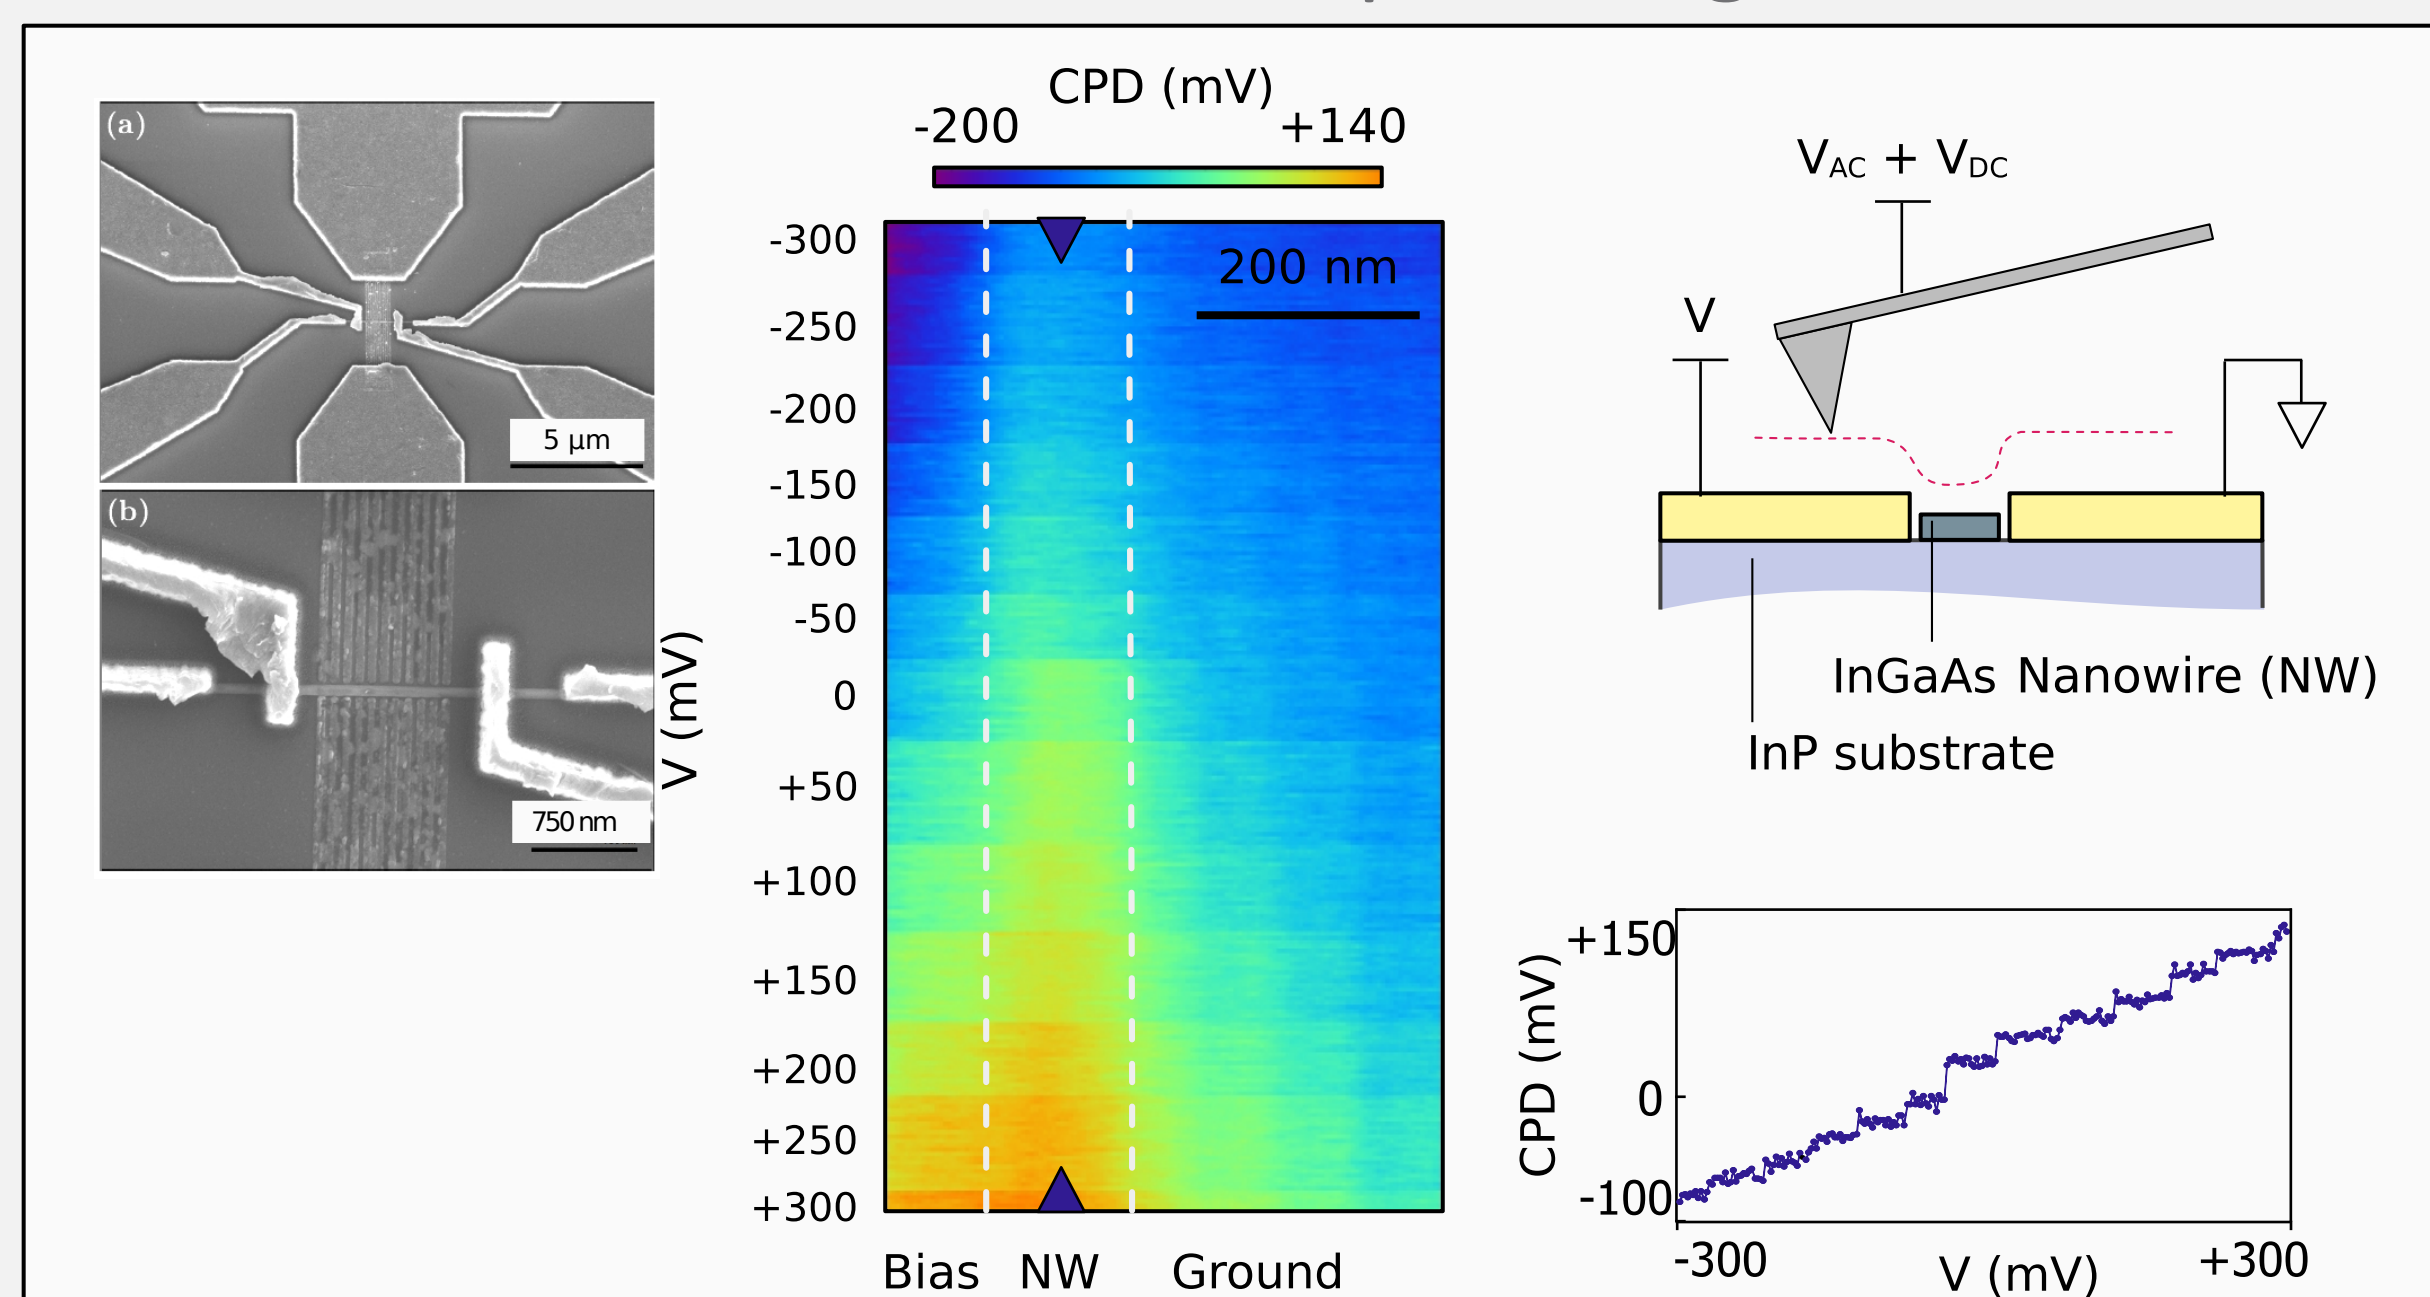 (a)
5 µm
(b)
750 nm
CPD (mV)
-200
+140
V (mV)
-300
-250
-200
-150
-100
-50
0
+50
+100
+150
+200
+250
+300
200 nm
Bias
NW
Ground
VAC + VDC
V
InGaAs Nanowire (NW)
InP substrate
CPD (mV)
+150
0
-100
-300
V (mV)
+300